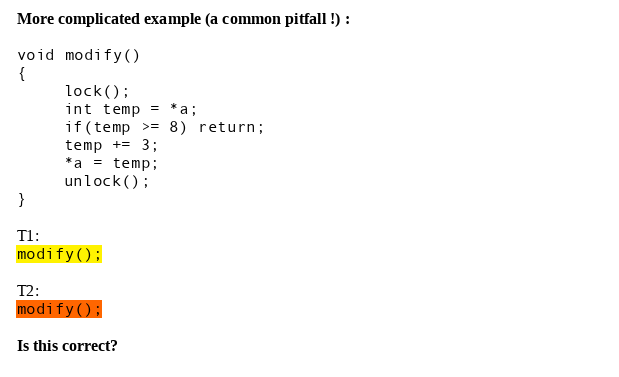 More complicated example (a common pitfall !) :
void modify()
{
lock();
int temp = *a;
if(temp >= 8) return;
temp += 3;
*a = temp;
unlock();
}
T1:
modify();
T2:
modify();
Is this correct?